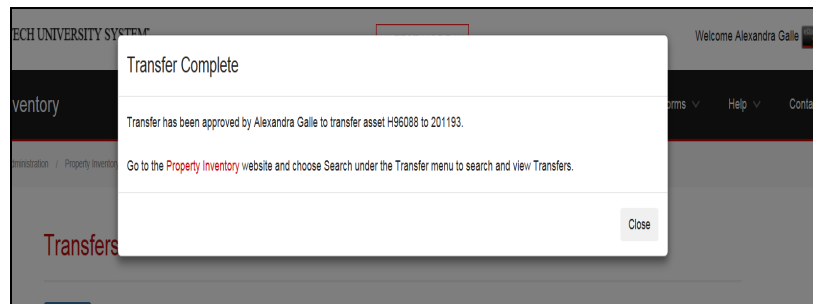 ECH UNIVERSITY SYSTEM
Welcome Alexandra Galle
Transfer Complete
ventory
orms
Help
Conta
Transfer has been approved by Alexandra Galle to transfer asset H96088 to 201193.
Go to the Property Inventory website and choose Search under the Transfer menu to search and view Transfers.
dministration / Property Inventory
Close
Transfers